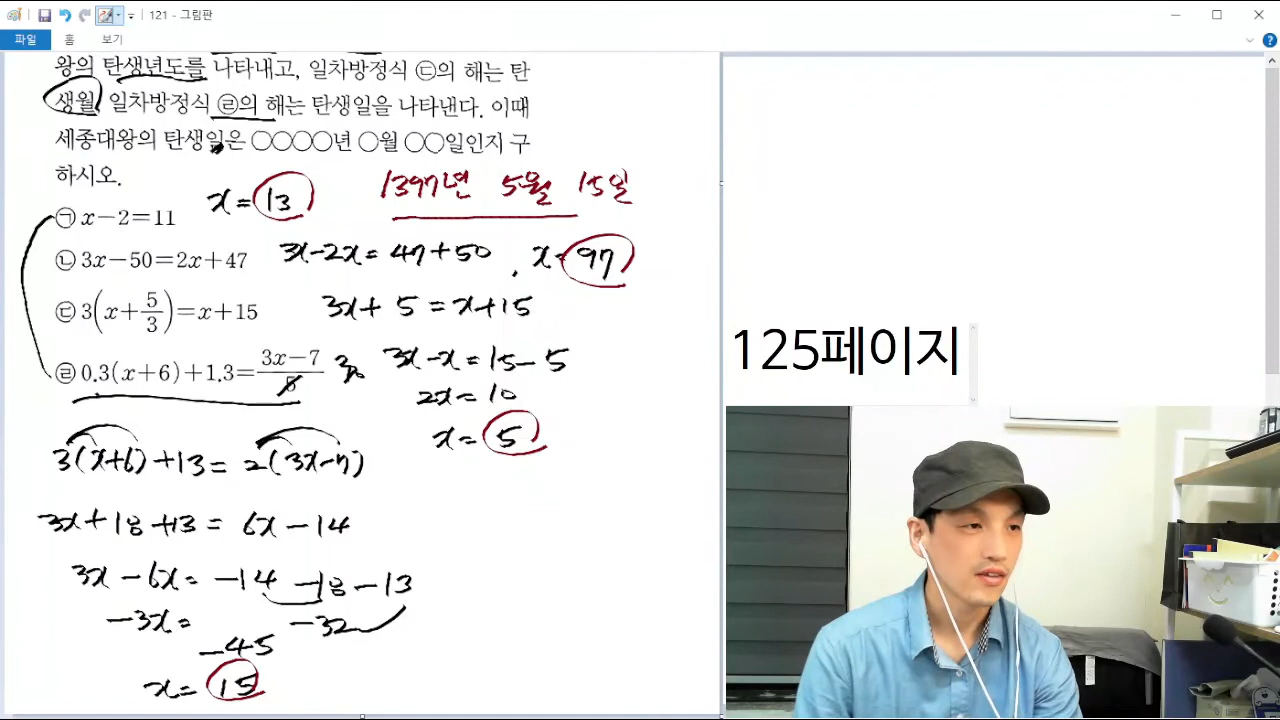 121 - 그림판
파일 홈 보기
왕의 탄생년도를 나타내고, 일차방정식 ㉢의 해는 탄
생월, 일차방정식 ㉣의 해는 탄생일을 나타낸다. 이때
세종대왕의 탄생일은 ○○○○년 ○월 ○○일인지 구
하시오.
x = 13
1397년 5월 15일
㉠ x-2=11
㉡ 3x-50=2x+47
3x-2x=47+50, x=97
㉢ 3(x+5/3)=x+15
3x+5=x+15
㉣ 0.3(x+6)+1.3=3x-7/5
3x-x=15-5
2x=10
x=5
3(x+6)+13=2(3x-7)
3x+18+13=6x-14
3x-6x=-14-18-13
-3x= -32
-45
x=15
125페이지